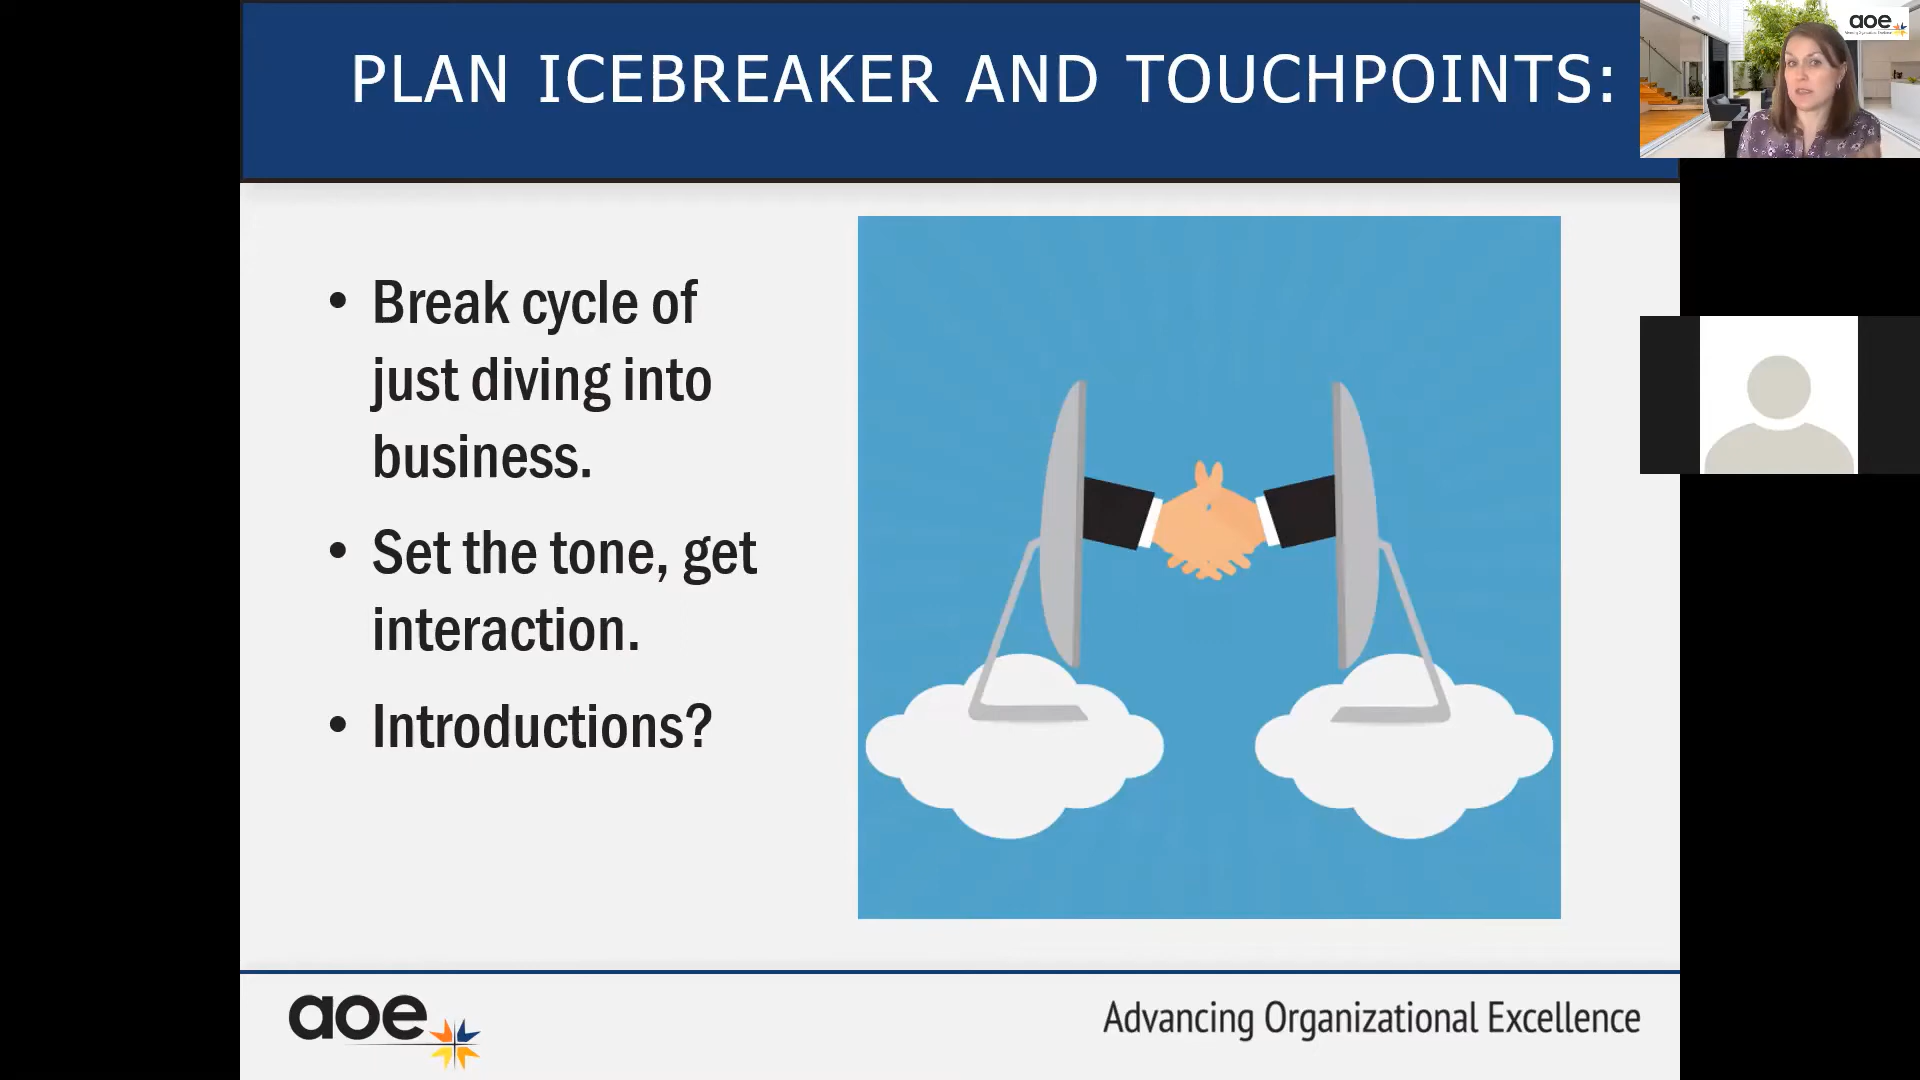 PLAN ICEBREAKER AND TOUCHPOINTS:
aoe
• Break cycle of
just diving into
business.
• Set the tone, get
interaction.
• Introductions?
aoe
Advancing Organizational Excellence